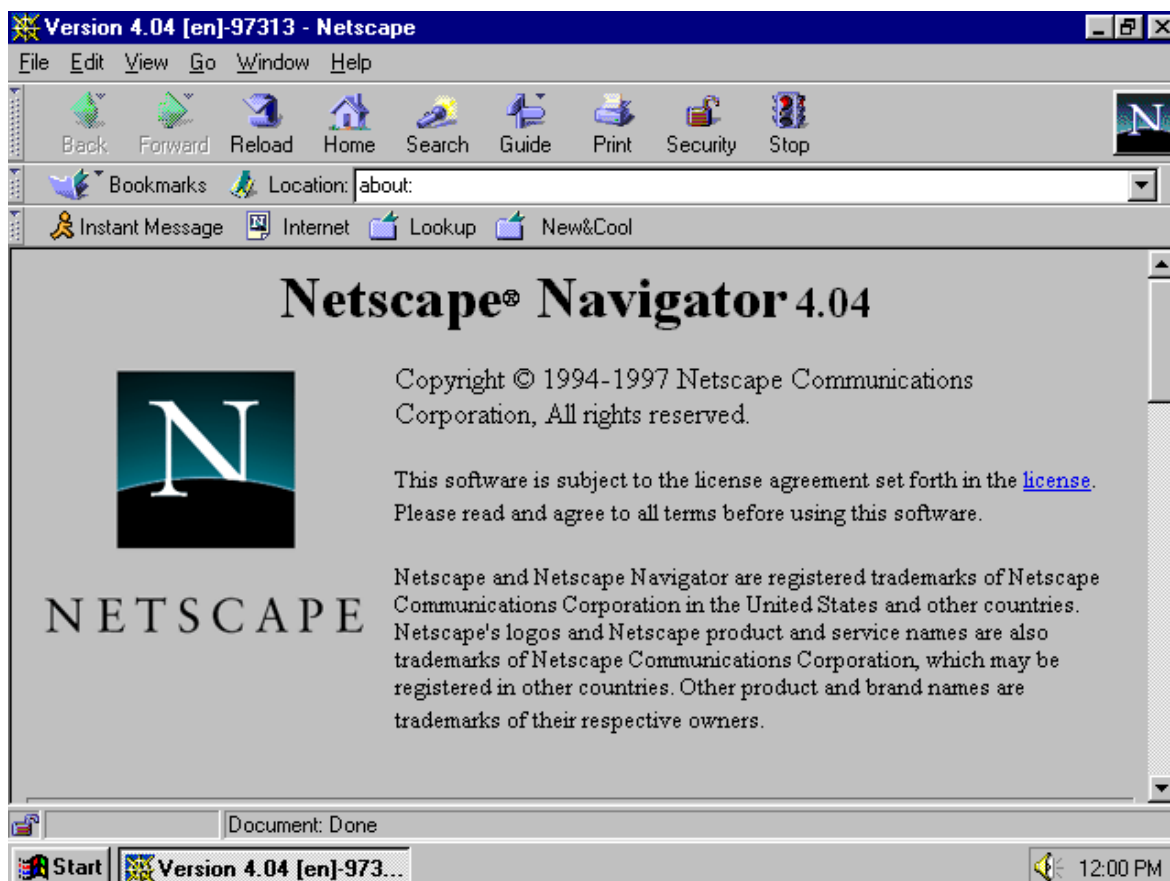 Version 4.04 [en]-97313 - Netscape
File Edit View Go Window Help
Back Forward Reload Home Search Guide Print Security Stop
N
Bookmarks Location: about:
Instant Message Internet Lookup New&Cool
Netscape® Navigator 4.04
N
NETSCAPE
Copyright © 1994-1997 Netscape Communications
Corporation, All rights reserved.
This software is subject to the license agreement set forth in the license.
Please read and agree to all terms before using this software.
Netscape and Netscape Navigator are registered trademarks of Netscape
Communications Corporation in the United States and other countries.
Netscape's logos and Netscape product and service names are also
trademarks of Netscape Communications Corporation, which may be
registered in other countries. Other product and brand names are
trademarks of their respective owners.
Document: Done
Start Version 4.04 [en]-973... 12:00 PM